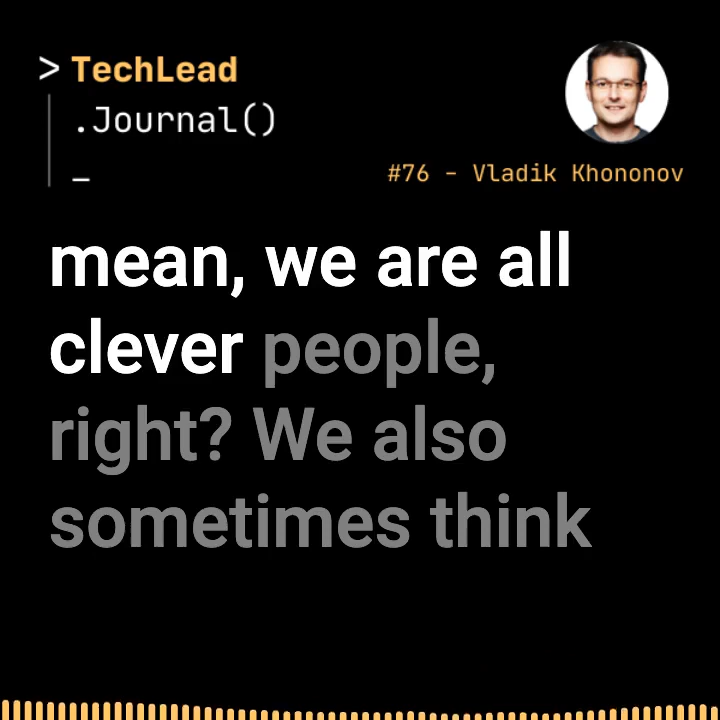 > TechLead
.Journal()
_
#76 - Vladik Khononov
mean, we are all
clever people,
right? We also
sometimes think